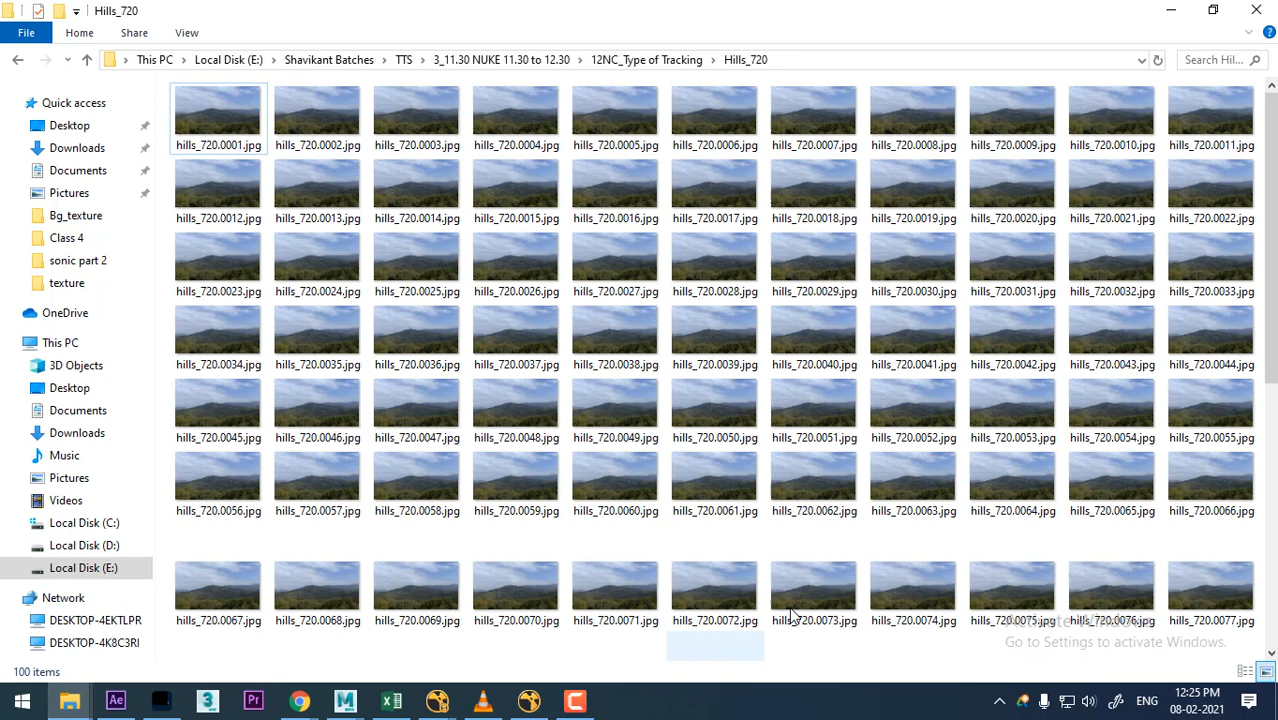 Hills_720
File Home Share View
This PC Local Disk (E:) Shavikant Batches TTS 3_11.30 NUKE 11.30 to 12.30 12NC_Type of Tracking Hills_720
Search Hil...
Quick access
Desktop
Downloads
Documents
Pictures
Bg_texture
Class 4
sonic part 2
texture
OneDrive
This PC
3D Objects
Desktop
Documents
Downloads
Music
Pictures
Videos
Local Disk (C:)
Local Disk (D:)
Local Disk (E:)
Network
DESKTOP-4EKTLPR
DESKTOP-4K8C3RI
hills_720.0001.jpg hills_720.0002.jpg hills_720.0003.jpg hills_720.0004.jpg hills_720.0005.jpg hills_720.0006.jpg hills_720.0007.jpg hills_720.0008.jpg hills_720.0009.jpg hills_720.0010.jpg hills_720.0011.jpg
hills_720.0012.jpg hills_720.0013.jpg hills_720.0014.jpg hills_720.0015.jpg hills_720.0016.jpg hills_720.0017.jpg hills_720.0018.jpg hills_720.0019.jpg hills_720.0020.jpg hills_720.0021.jpg hills_720.0022.jpg
hills_720.0023.jpg hills_720.0024.jpg hills_720.0025.jpg hills_720.0026.jpg hills_720.0027.jpg hills_720.0028.jpg hills_720.0029.jpg hills_720.0030.jpg hills_720.0031.jpg hills_720.0032.jpg hills_720.0033.jpg
hills_720.0034.jpg hills_720.0035.jpg hills_720.0036.jpg hills_720.0037.jpg hills_720.0038.jpg hills_720.0039.jpg hills_720.0040.jpg hills_720.0041.jpg hills_720.0042.jpg hills_720.0043.jpg hills_720.0044.jpg
hills_720.0045.jpg hills_720.0046.jpg hills_720.0047.jpg hills_720.0048.jpg hills_720.0049.jpg hills_720.0050.jpg hills_720.0051.jpg hills_720.0052.jpg hills_720.0053.jpg hills_720.0054.jpg hills_720.0055.jpg
hills_720.0056.jpg hills_720.0057.jpg hills_720.0058.jpg hills_720.0059.jpg hills_720.0060.jpg hills_720.0061.jpg hills_720.0062.jpg hills_720.0063.jpg hills_720.0064.jpg hills_720.0065.jpg hills_720.0066.jpg
hills_720.0067.jpg hills_720.0068.jpg hills_720.0069.jpg hills_720.0070.jpg hills_720.0071.jpg hills_720.0072.jpg hills_720.0073.jpg hills_720.0074.jpg hills_720.0075.jpg hills_720.0076.jpg hills_720.0077.jpg
Activate Windows
Go to Settings to activate Windows.
100 items
Ae 3 Pr M C ENG 12:25 PM
08-02-2021